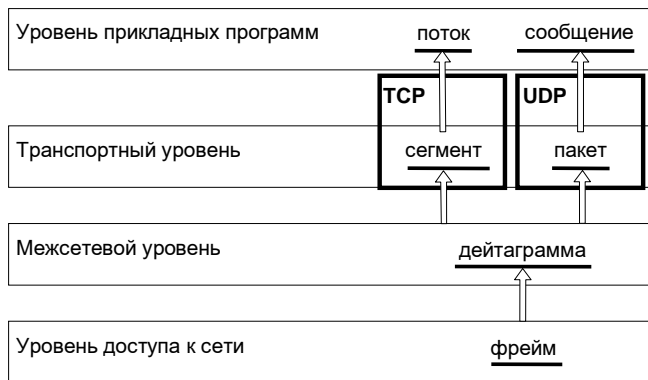 Уровень прикладных программ поток сообщение
TCP UDP
Транспортный уровень сегмент пакет
Межсетевой уровень дейтаграмма
Уровень доступа к сети фрейм